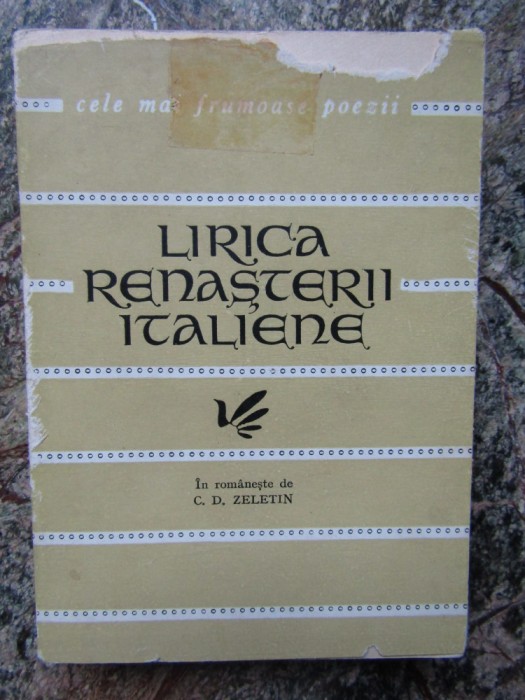 cele mai frumoase poezii
LIRICA
RENAȘTERII
ITALIENE
În românește de
C. D. ZELETIN